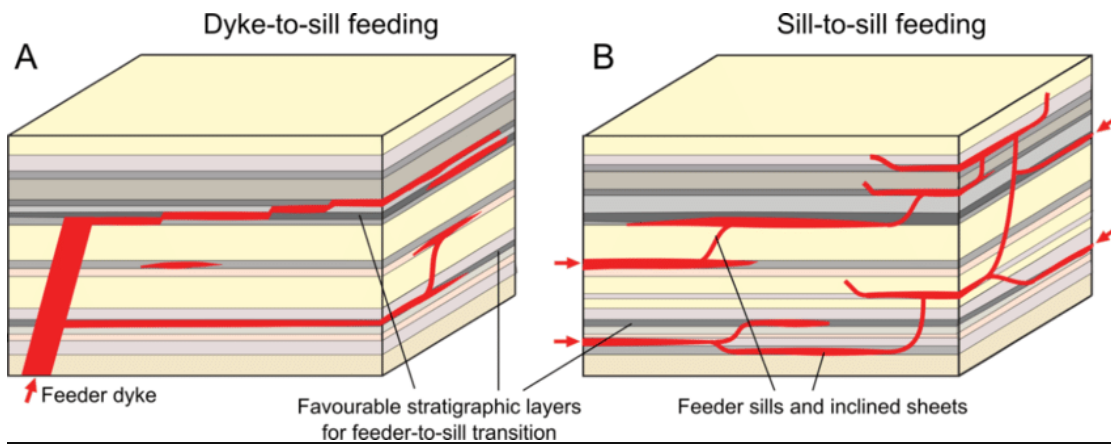 Dyke-to-sill feeding
Sill-to-sill feeding
A
B
Feeder dyke
Favourable stratigraphic layers
for feeder-to-sill transition
Feeder sills and inclined sheets